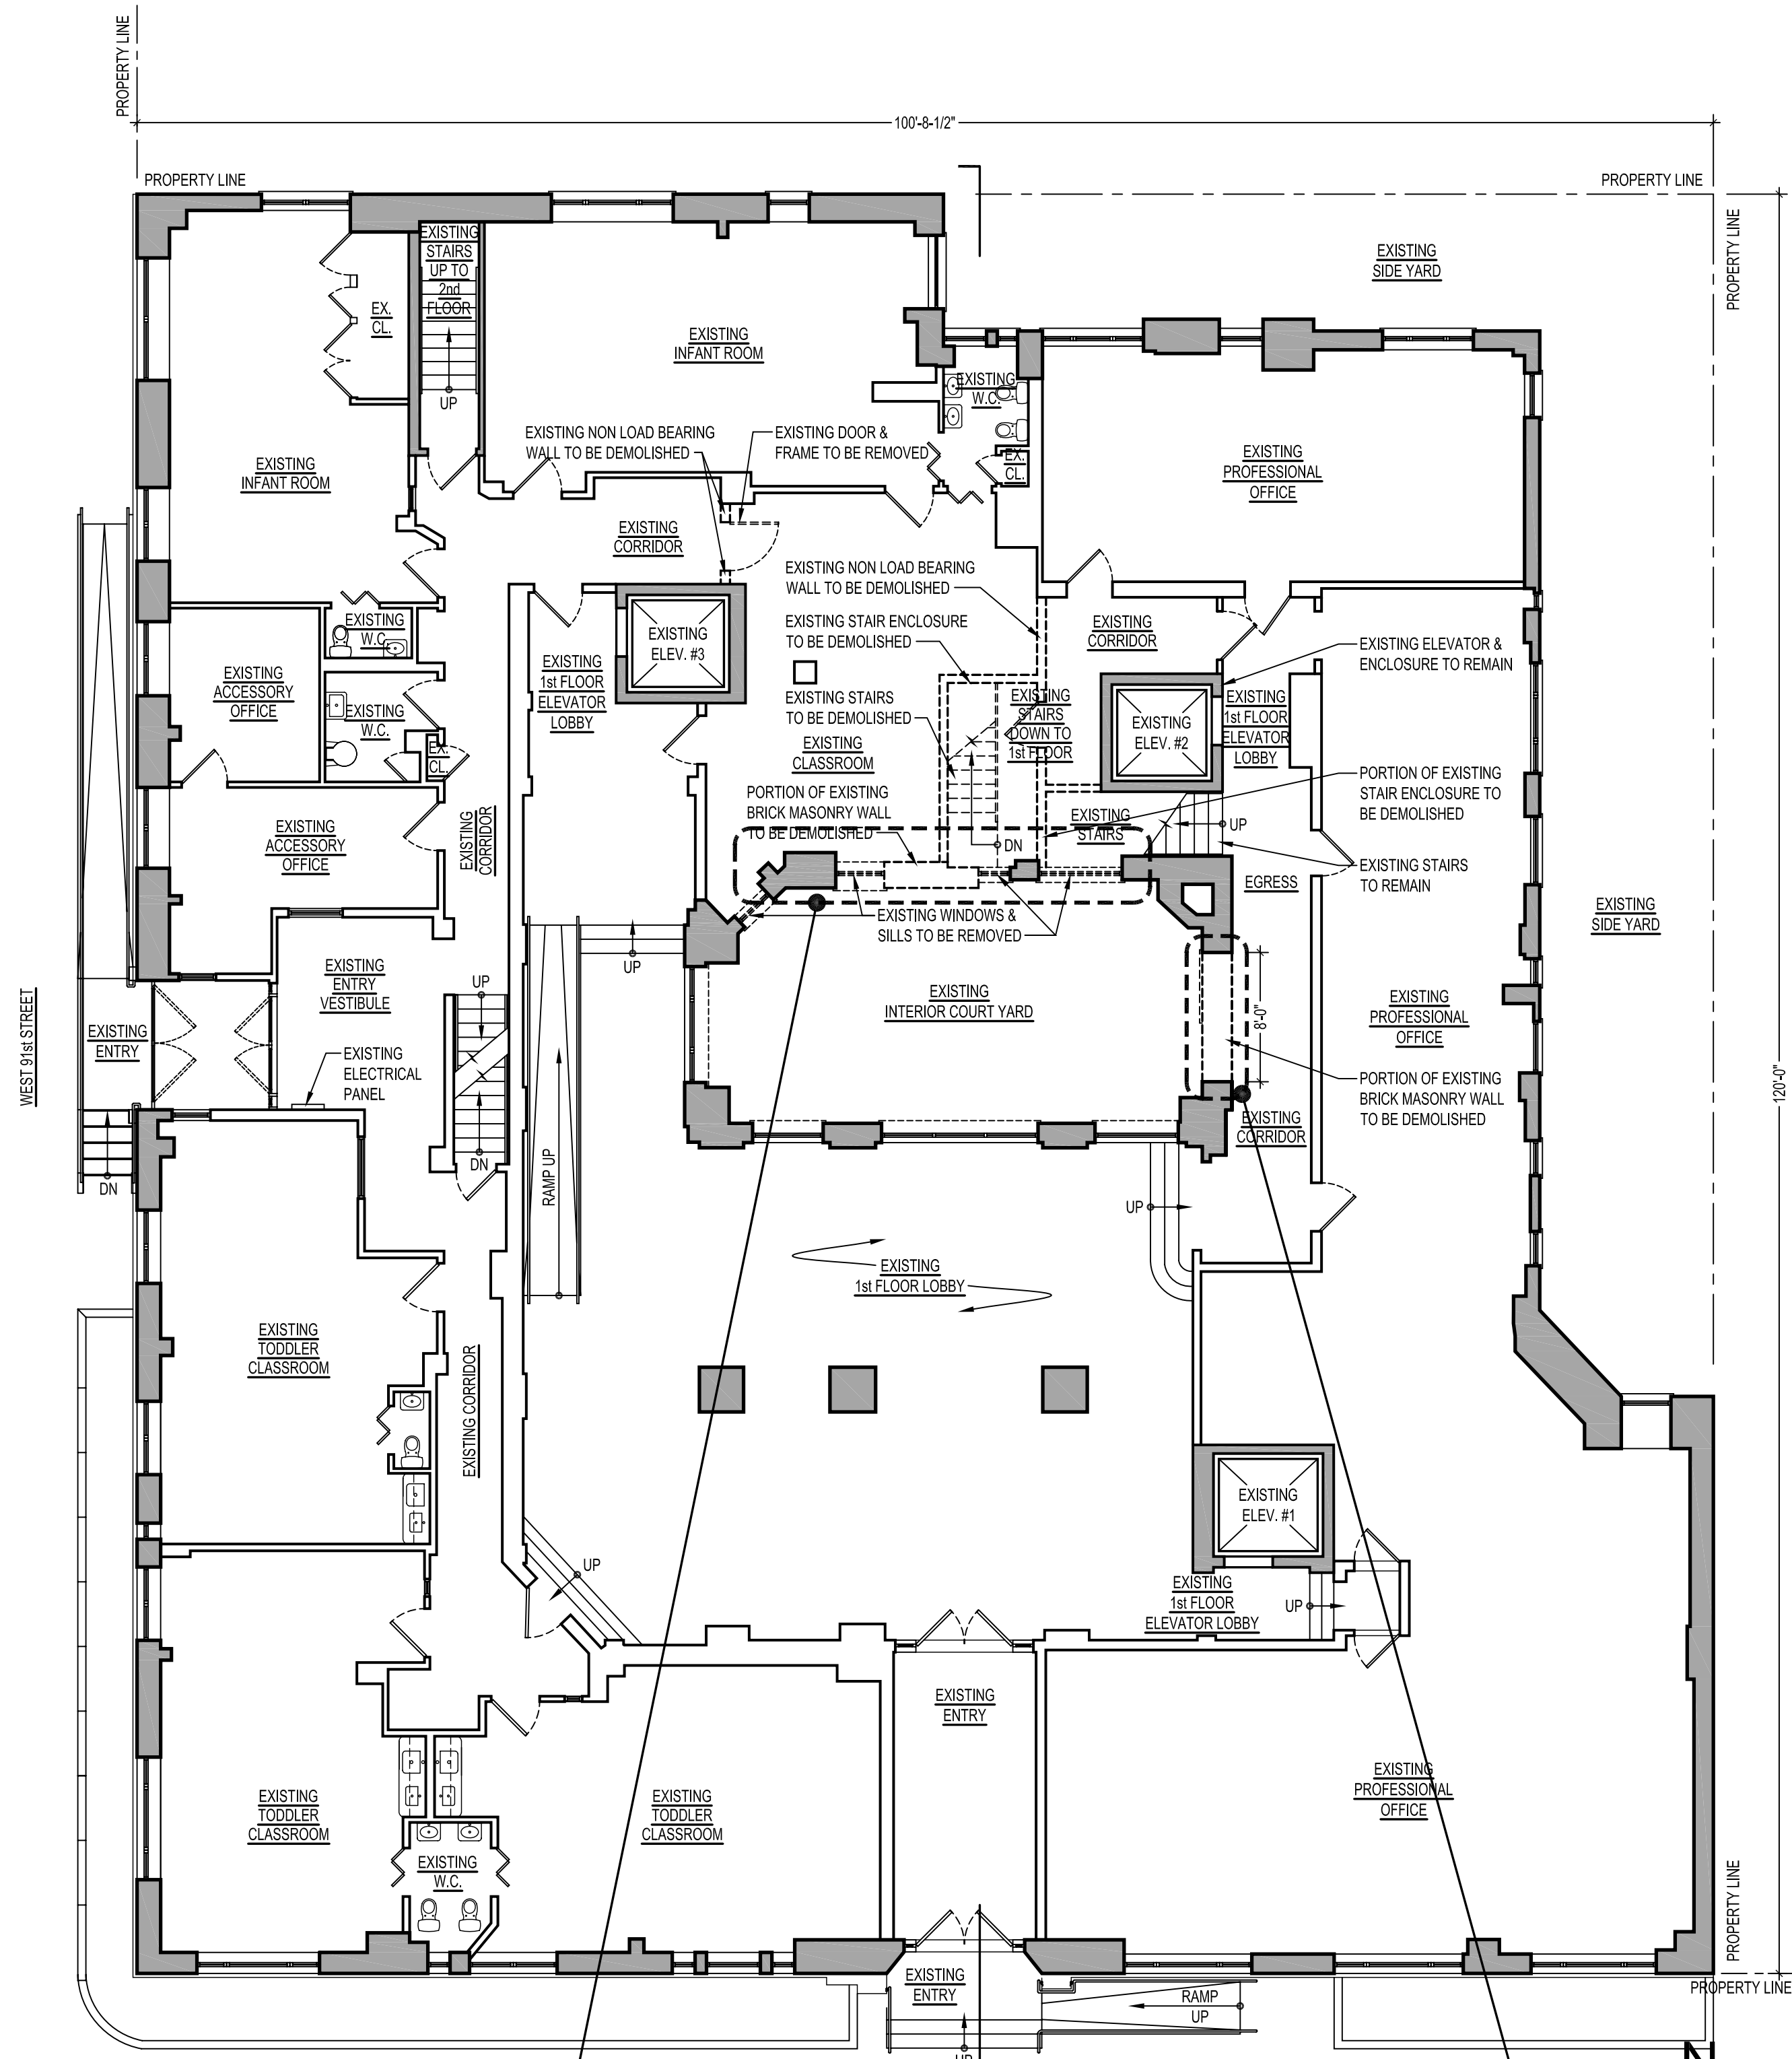 PROPERTY LINE
100'-8-1/2"
PROPERTY LINE
PROPERTY LINE
PROPERTY LINE
EXISTING
SIDE YARD
EXISTING
STAIRS
UP TO
2nd
FLOOR
UP
EX.
CL.
EXISTING
INFANT ROOM
EXISTING
W.C.
EX.
CL.
EXISTING NON LOAD BEARING
WALL TO BE DEMOLISHED
EXISTING DOOR &
FRAME TO BE REMOVED
EXISTING
INFANT ROOM
EXISTING
PROFESSIONAL
OFFICE
EXISTING
CORRIDOR
EXISTING NON LOAD BEARING
WALL TO BE DEMOLISHED
EXISTING STAIR ENCLOSURE
TO BE DEMOLISHED
EXISTING
CORRIDOR
EXISTING ELEVATOR &
ENCLOSURE TO REMAIN
EXISTING
W.C.
EXISTING
ELEV. #3
EXISTING
1st FLOOR
ELEVATOR
LOBBY
EXISTING
ACCESSORY
OFFICE
EXISTING
W.C.
EX.
CL.
EXISTING STAIRS
TO BE DEMOLISHED
EXISTING
STAIRS
DOWN TO
1st FLOOR
EXISTING
ELEV. #2
EXISTING
1st FLOOR
ELEVATOR
LOBBY
EXISTING
CLASSROOM
PORTION OF EXISTING
BRICK MASONRY WALL
TO BE DEMOLISHED
PORTION OF EXISTING
STAIR ENCLOSURE TO
BE DEMOLISHED
EXISTING
STAIRS
UP
DN
EXISTING
ACCESSORY
OFFICE
EXISTING
CORRIDOR
EGRESS
EXISTING STAIRS
TO REMAIN
EXISTING WINDOWS &
SILLS TO BE REMOVED
EXISTING
SIDE YARD
UP
EXISTING
ENTRY
VESTIBULE
UP
EXISTING
INTERIOR COURT YARD
8'-0"
EXISTING
PROFESSIONAL
OFFICE
WEST 91st STREET
EXISTING
ENTRY
EXISTING
ELECTRICAL
PANEL
PORTION OF EXISTING
BRICK MASONRY WALL
TO BE DEMOLISHED
120'-0"
EXISTING
CORRIDOR
DN
DN
RAMP UP
UP
EXISTING
1st FLOOR LOBBY
EXISTING
TODDLER
CLASSROOM
EXISTING CORRIDOR
EXISTING
ELEV. #1
UP
EXISTING
1st FLOOR
ELEVATOR LOBBY
UP
EXISTING
ENTRY
EXISTING
TODDLER
CLASSROOM
EXISTING
TODDLER
CLASSROOM
EXISTING
PROFESSIONAL
OFFICE
EXISTING
W.C.
PROPERTY LINE
PROPERTY LINE
EXISTING
ENTRY
RAMP
UP
UP